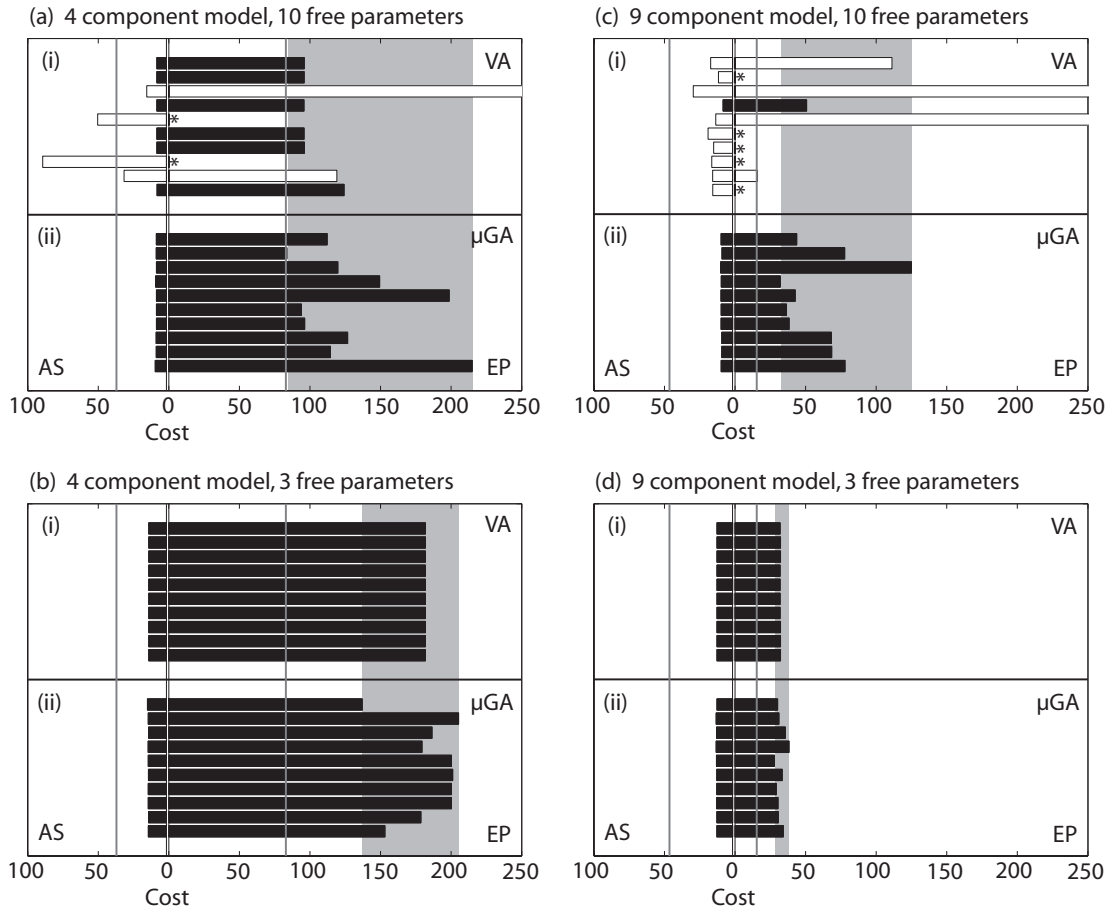 (a) 4 component model, 10 free parameters
(i)
VA
*
*
(ii)
µGA
AS
EP
100 50 0 50 100 150 200 250
Cost
(c) 9 component model, 10 free parameters
(i)
VA
*
*
*
*
*
(ii)
µGA
AS
EP
100 50 0 50 100 150 200 250
Cost
(b) 4 component model, 3 free parameters
(i)
VA
(ii)
µGA
AS
EP
100 50 0 50 100 150 200 250
Cost
(d) 9 component model, 3 free parameters
(i)
VA
(ii)
µGA
AS
EP
100 50 0 50 100 150 200 250
Cost